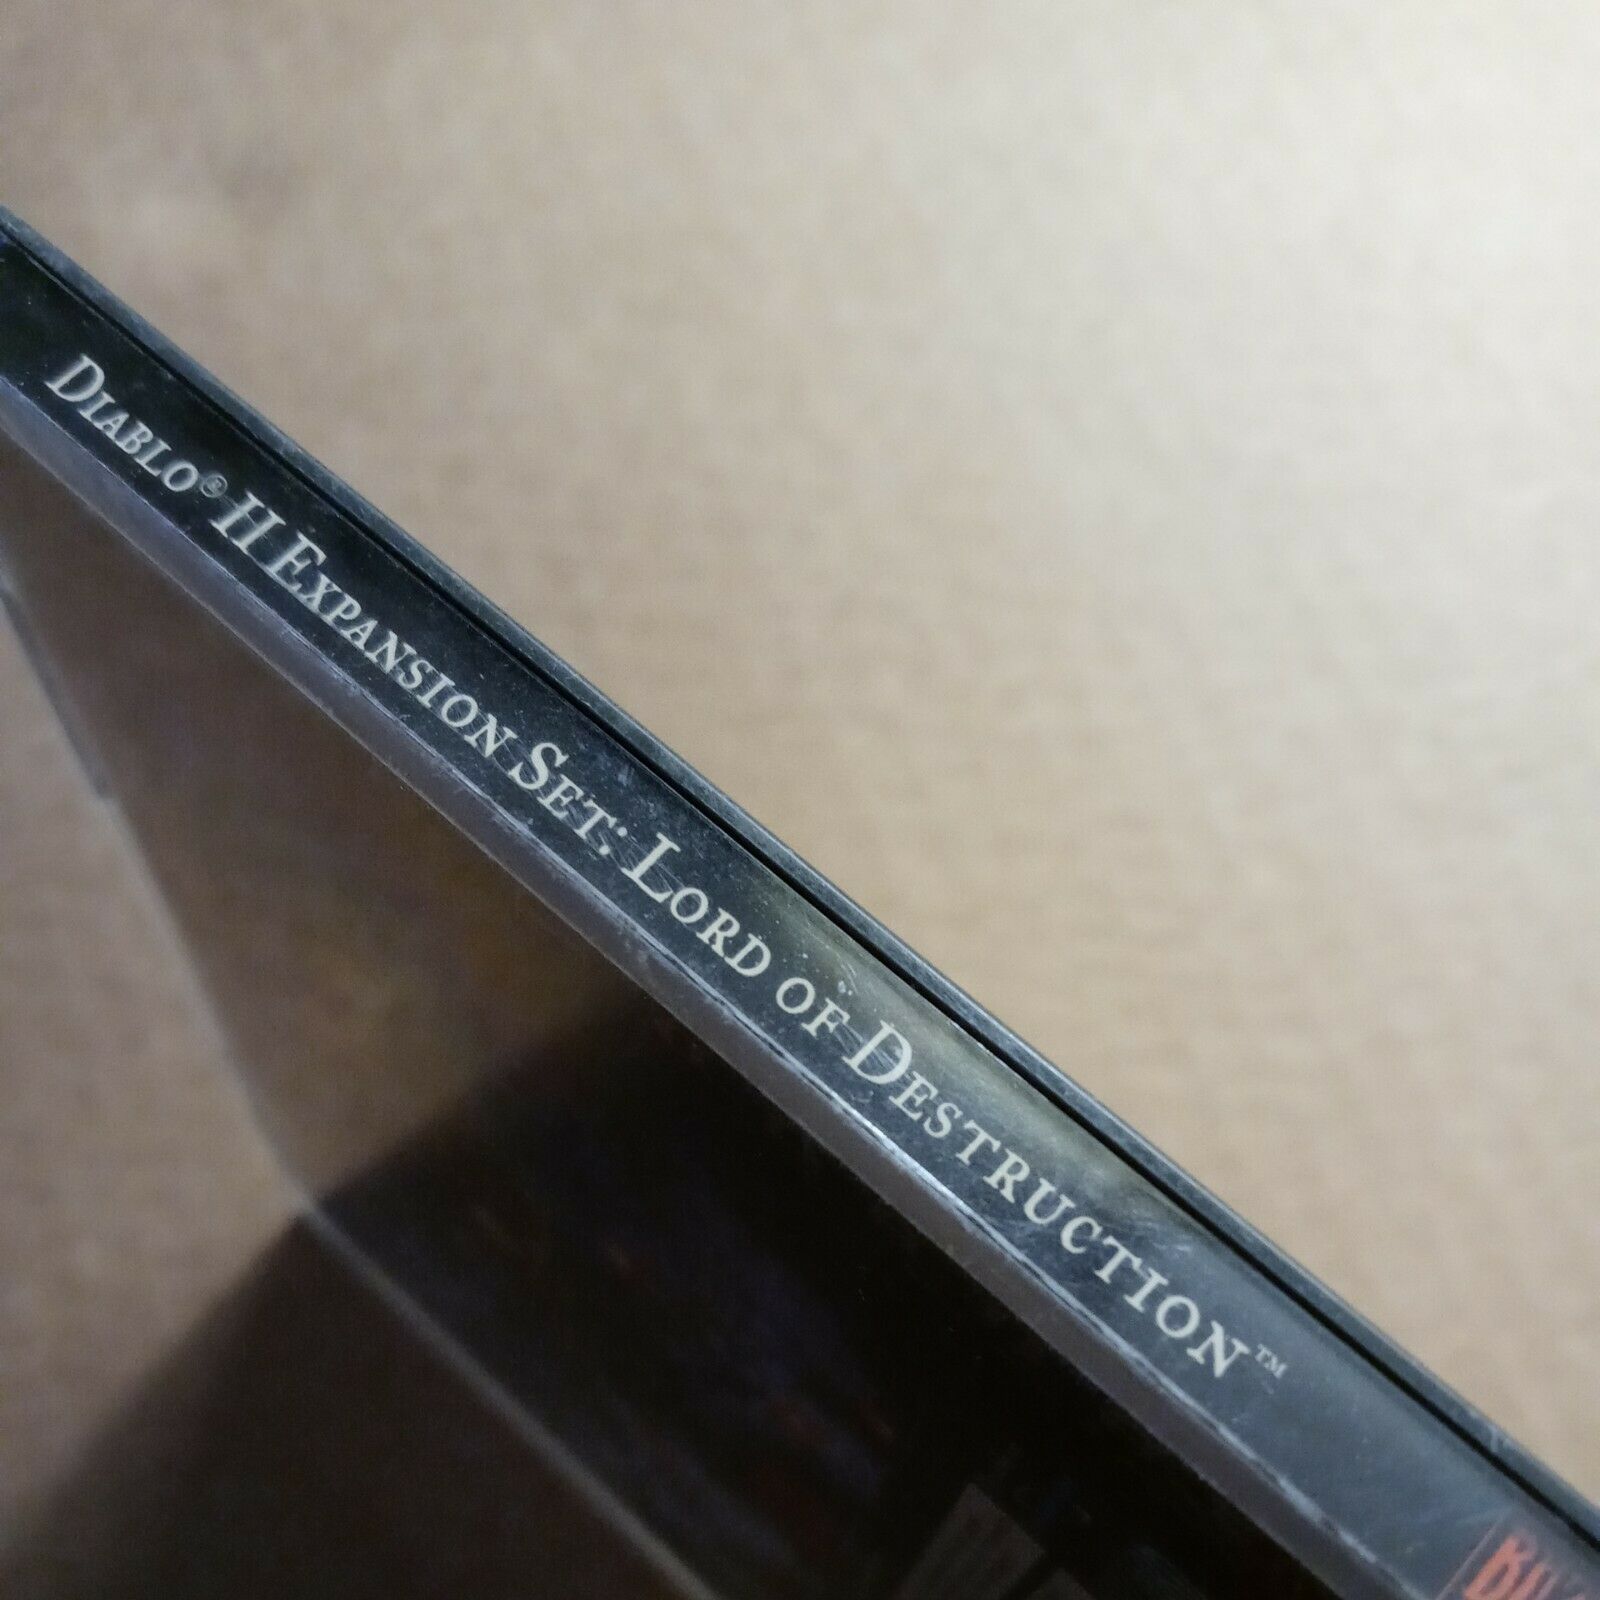 Diablo® II Expansion Set: Lord of Destruction™